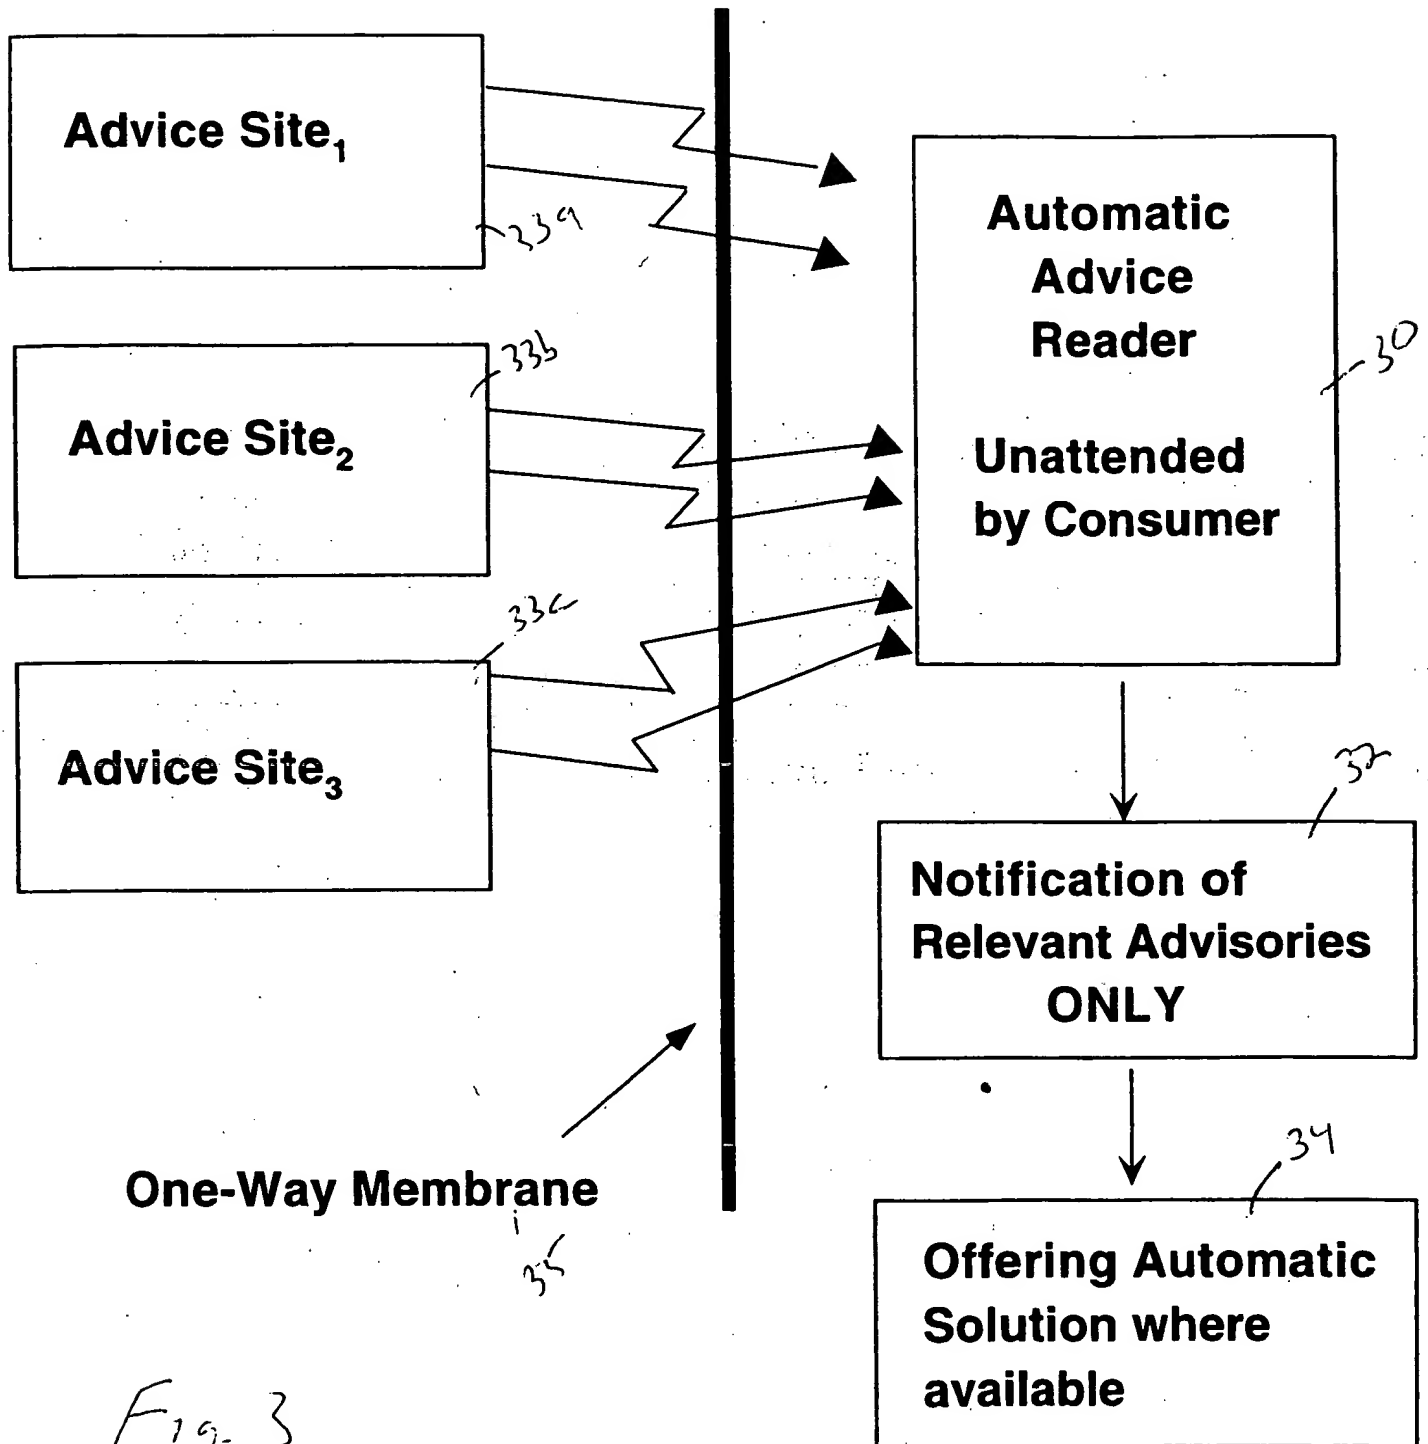 Advice Site₁
33a
Advice Site₂
33b
Advice Site₃
33c
Automatic
Advice
Reader
Unattended
by Consumer
30
Notification of
Relevant Advisories
ONLY
32
Offering Automatic
Solution where
available
34
One-Way Membrane
35
Fig. 3